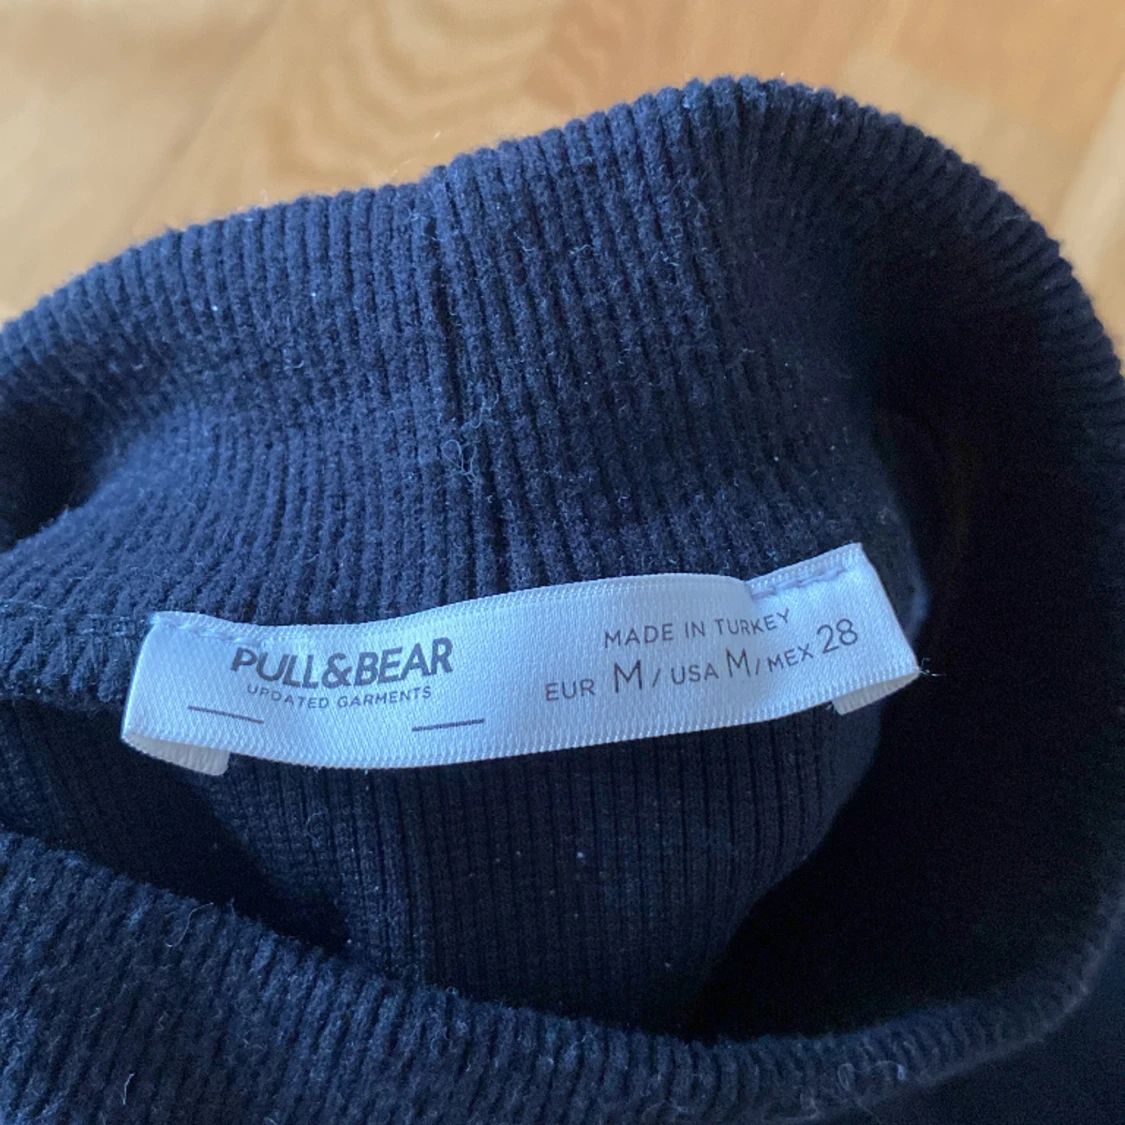 PULL&BEAR
UPDATED GARMENTS
MADE IN TURKEY
EUR M / USA M / MEX 28